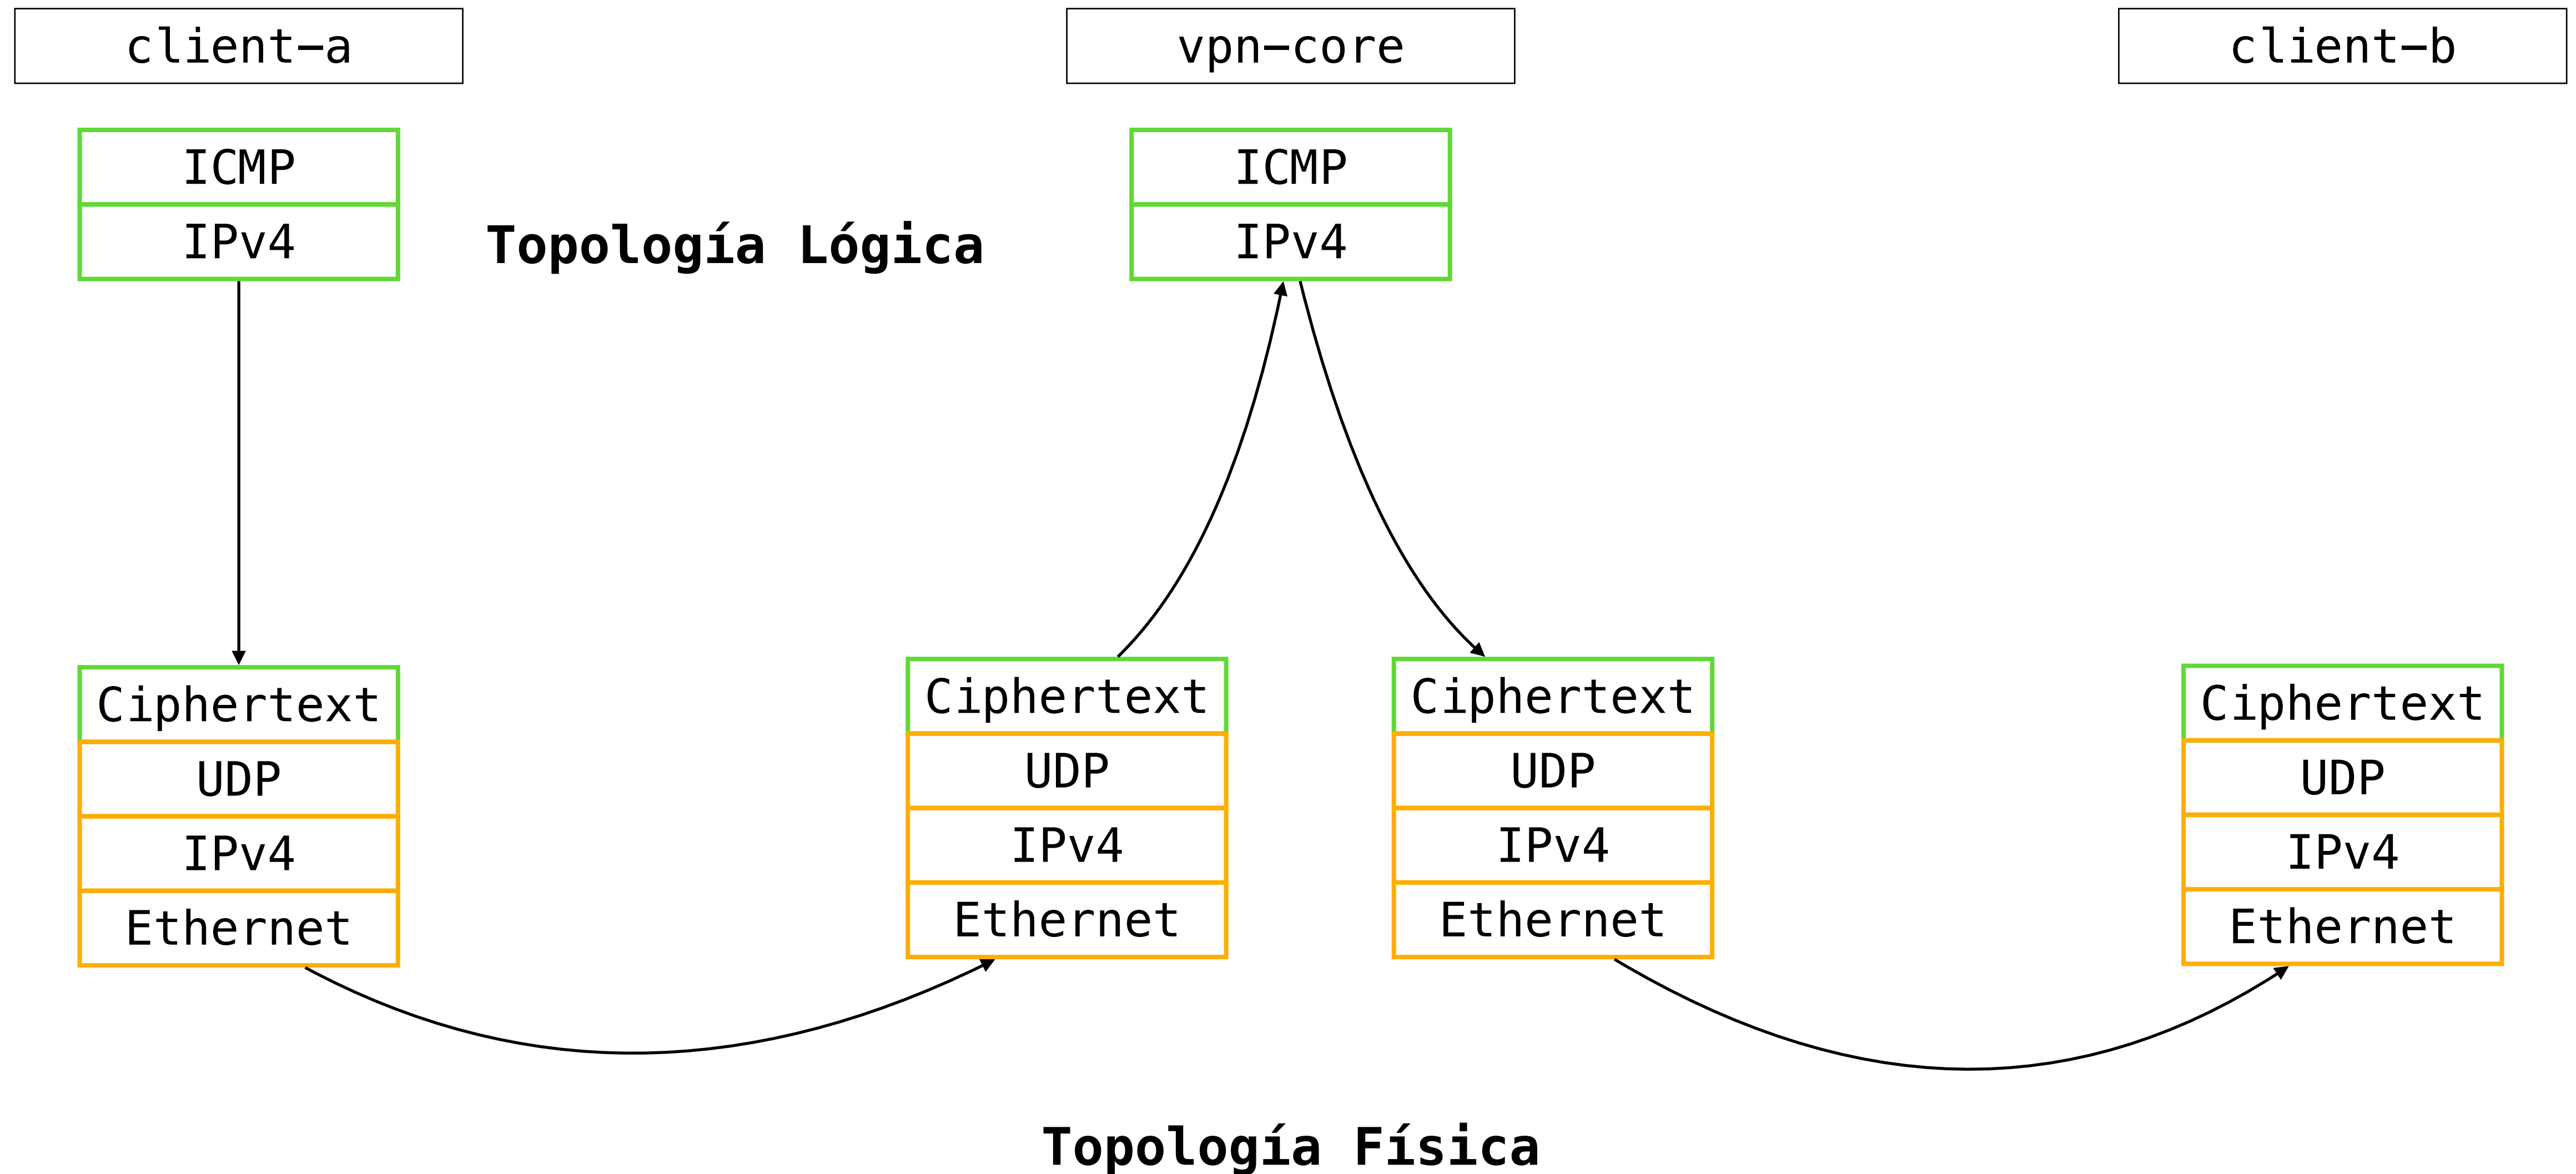 client-a
vpn-core
client-b
ICMP
IPv4
Topología Lógica
ICMP
IPv4
Ciphertext
UDP
IPv4
Ethernet
Ciphertext
UDP
IPv4
Ethernet
Ciphertext
UDP
IPv4
Ethernet
Ciphertext
UDP
IPv4
Ethernet
Topología Física